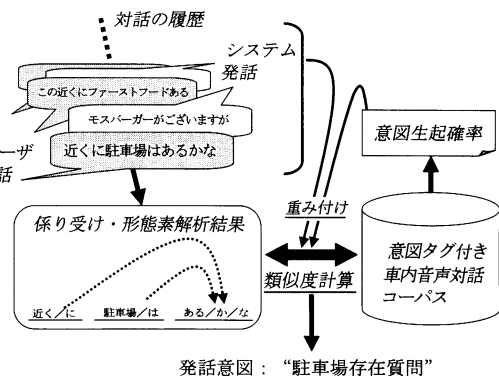 対話の履歴
システム
発話
この近くにファーストフードある
モスバーガーがございますが
ーザ
話
近くに駐車場はあるかな
意図生起確率
重み付け
係り受け・形態素解析結果
近く／に 駐車場／は ある／か／な
類似度計算
意図タグ付き
車内音声対話
コーパス
発話意図： “駐車場存在質問”